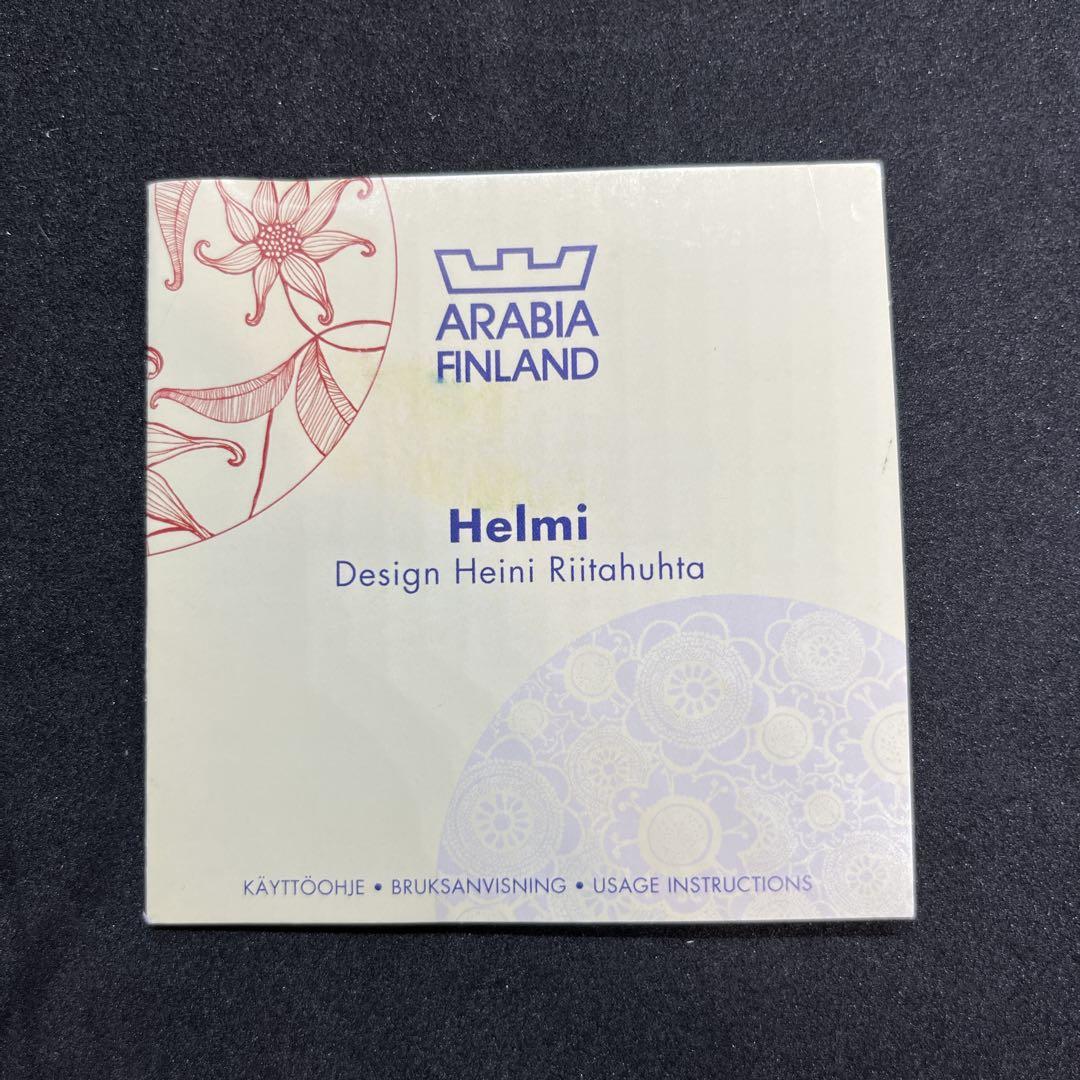 ARABIA
FINLAND
Helmi
Design Heini Riitahuhta
KÄYTTÖOHJE • BRUKSANVISNING • USAGE INSTRUCTIONS